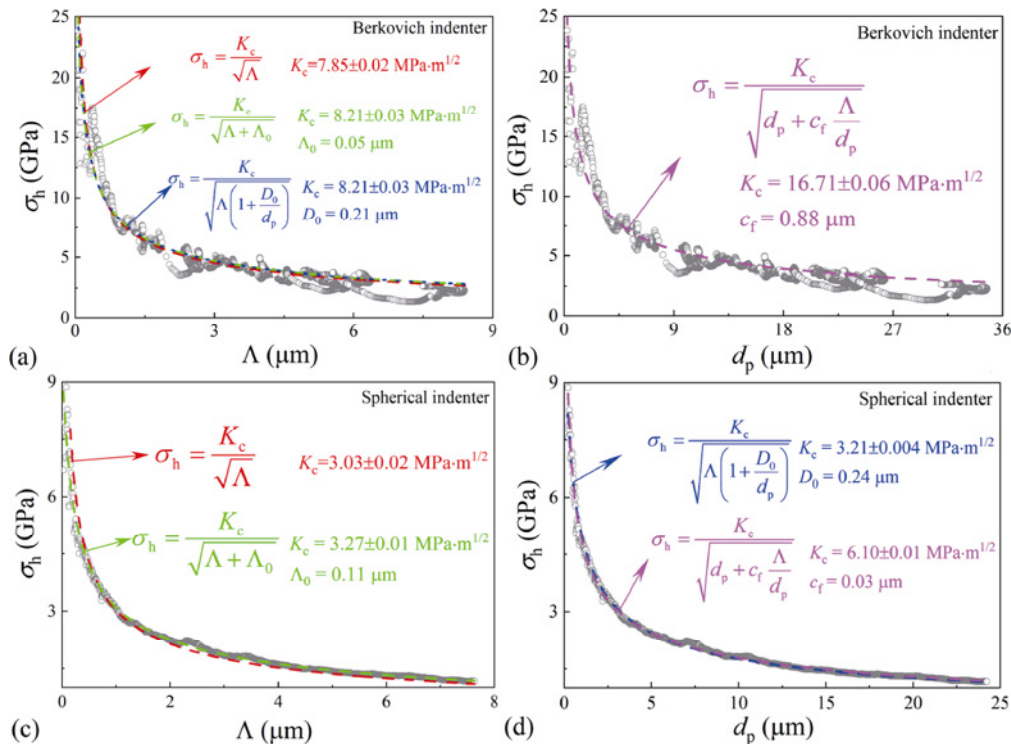 Berkovich indenter
σh = Kc / √Λ
Kc=7.85±0.02 MPa·m1/2
σh = Kc / √(Λ + Λ0)
Kc = 8.21±0.03 MPa·m1/2
Λ0 = 0.05 μm
σh = Kc / √(Λ(1+D0/dp))
Kc = 8.21±0.03 MPa·m1/2
D0 = 0.21 μm
σh (GPa)
25
20
15
10
5
0
0 3 6 9
(a) Λ (μm)
Berkovich indenter
σh = Kc / √(dp + cf Λ/dp)
Kc = 16.71±0.06 MPa·m1/2
cf = 0.88 μm
σh (GPa)
25
20
15
10
5
0
0 9 18 27 36
(b) dp (μm)
Spherical indenter
σh = Kc / √Λ
Kc=3.03±0.02 MPa·m1/2
σh = Kc / √(Λ + Λ0)
Kc = 3.27±0.01 MPa·m1/2
Λ0 = 0.11 μm
σh (GPa)
9
6
3
0 2 4 6 8
(c) Λ (μm)
Spherical indenter
σh = Kc / √(Λ(1+D0/dp))
Kc = 3.21±0.004 MPa·m1/2
D0 = 0.24 μm
σh = Kc / √(dp + cf Λ/dp)
Kc = 6.10±0.01 MPa·m1/2
cf = 0.03 μm
σh (GPa)
9
6
3
0 5 10 15 20 25
(d) dp (μm)